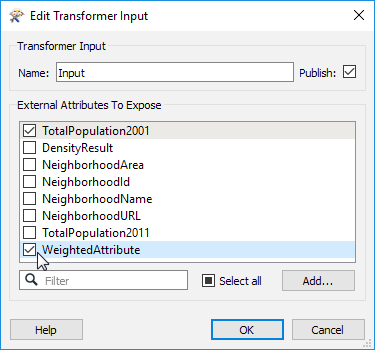 Edit Transformer Input
Transformer Input
Name: Input Publish:
External Attributes To Expose
TotalPopulation2001
DensityResult
NeighborhoodArea
NeighborhoodId
NeighborhoodName
NeighborhoodURL
TotalPopulation2011
WeightedAttribute
Filter Select all Add...
Help OK Cancel